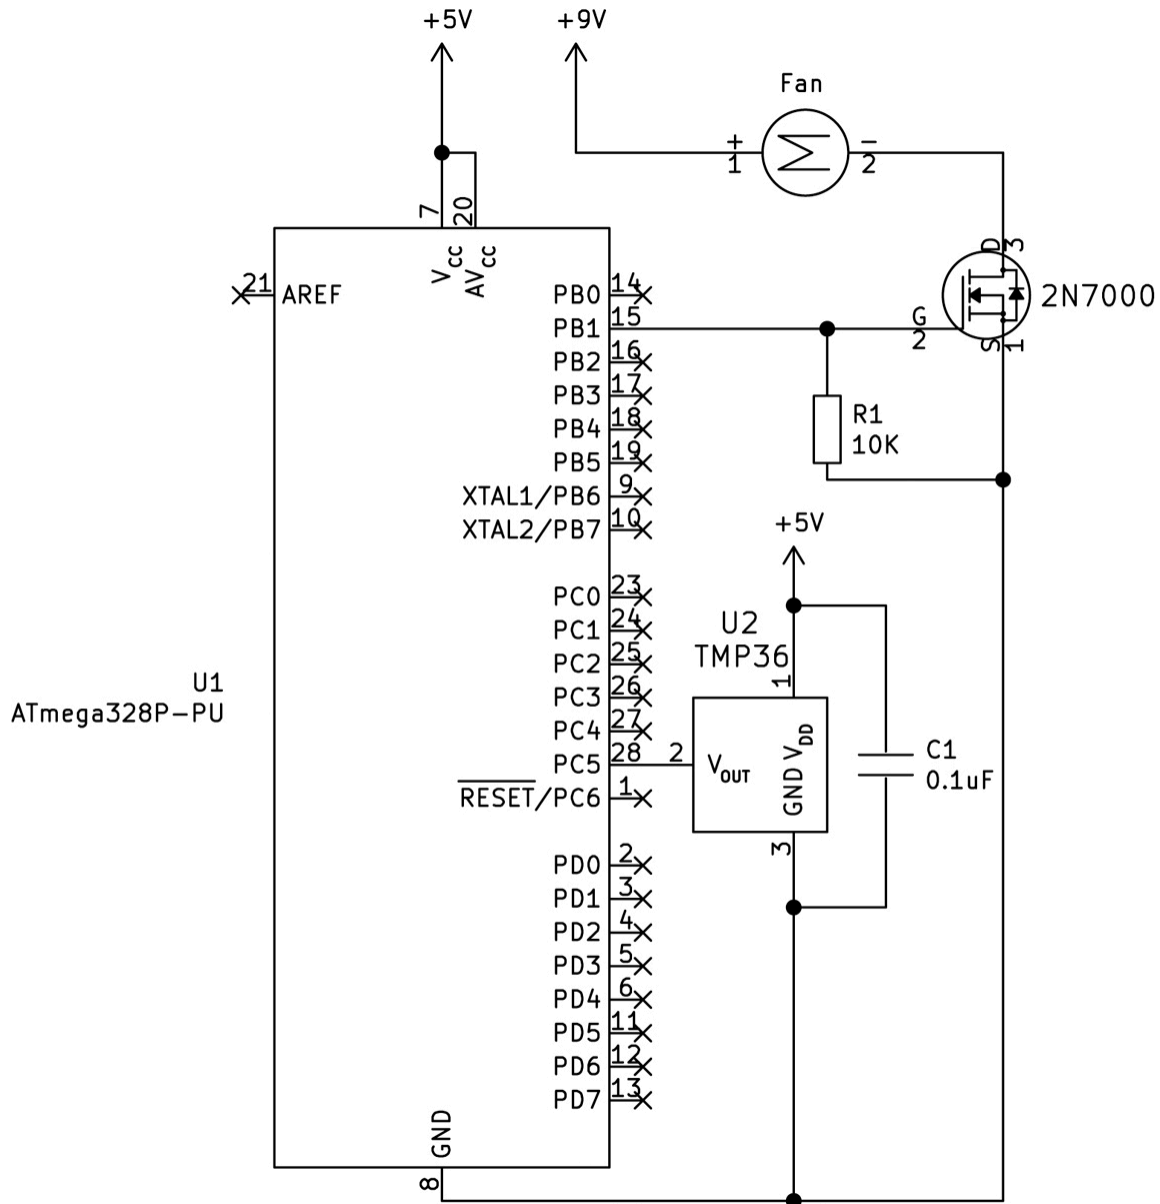 +5V
+9V
Fan
+
1
−
2
7
20
VCC
AVCC
D
3
21
AREF
PB0
14
2N7000
PB1
15
G
2
S
1
PB2
16
PB3
17
PB4
18
R1
10K
PB5
19
XTAL1/PB6
9
XTAL2/PB7
10
+5V
PC0
23
PC1
24
U2
TMP36
PC2
25
1
U1
ATmega328P-PU
PC3
26
PC4
27
PC5
28
2
VOUT
GND
VDD
C1
0.1uF
RESET/PC6
1
3
PD0
2
PD1
3
PD2
4
PD3
5
PD4
6
PD5
11
PD6
12
PD7
13
GND
8